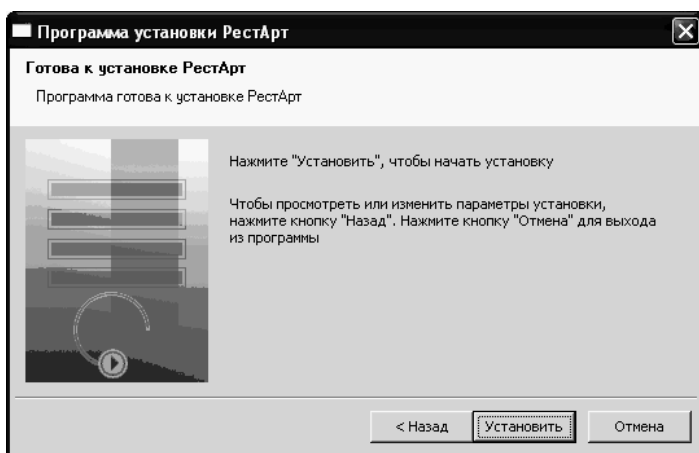 Программа установки РестАрт
Готова к установке РестАрт
Программа готова к установке РестАрт
Нажмите "Установить", чтобы начать установку
Чтобы просмотреть или изменить параметры установки,
нажмите кнопку "Назад". Нажмите кнопку "Отмена" для выхода
из программы
< Назад
Установить
Отмена